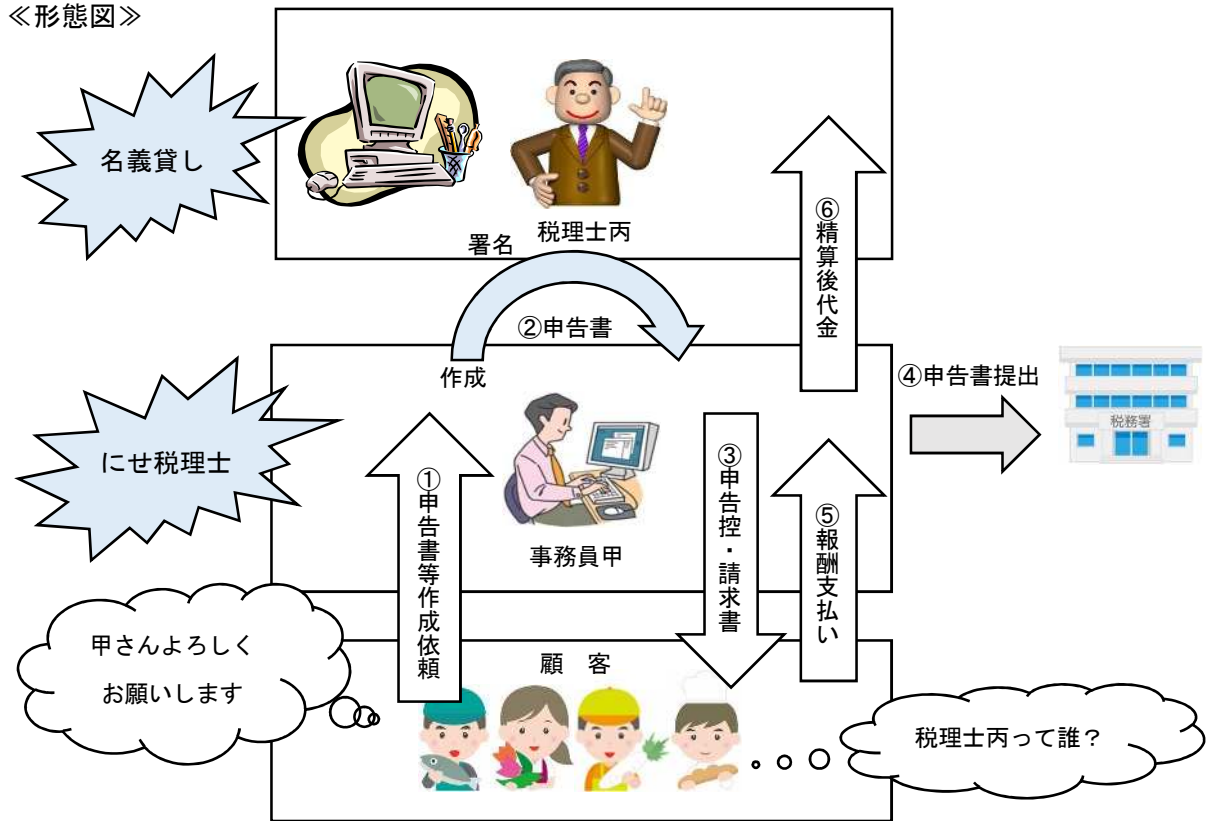 ≪形態図≫
名義貸し
税理士丙
署名
②申告書
作成
⑥精算後代金
④申告書提出
税務署
にせ税理士
①申告書等作成依頼
事務員甲
③申告控・請求書
⑤報酬支払い
甲さんよろしく
お願いします
顧 客
税理士丙って誰?